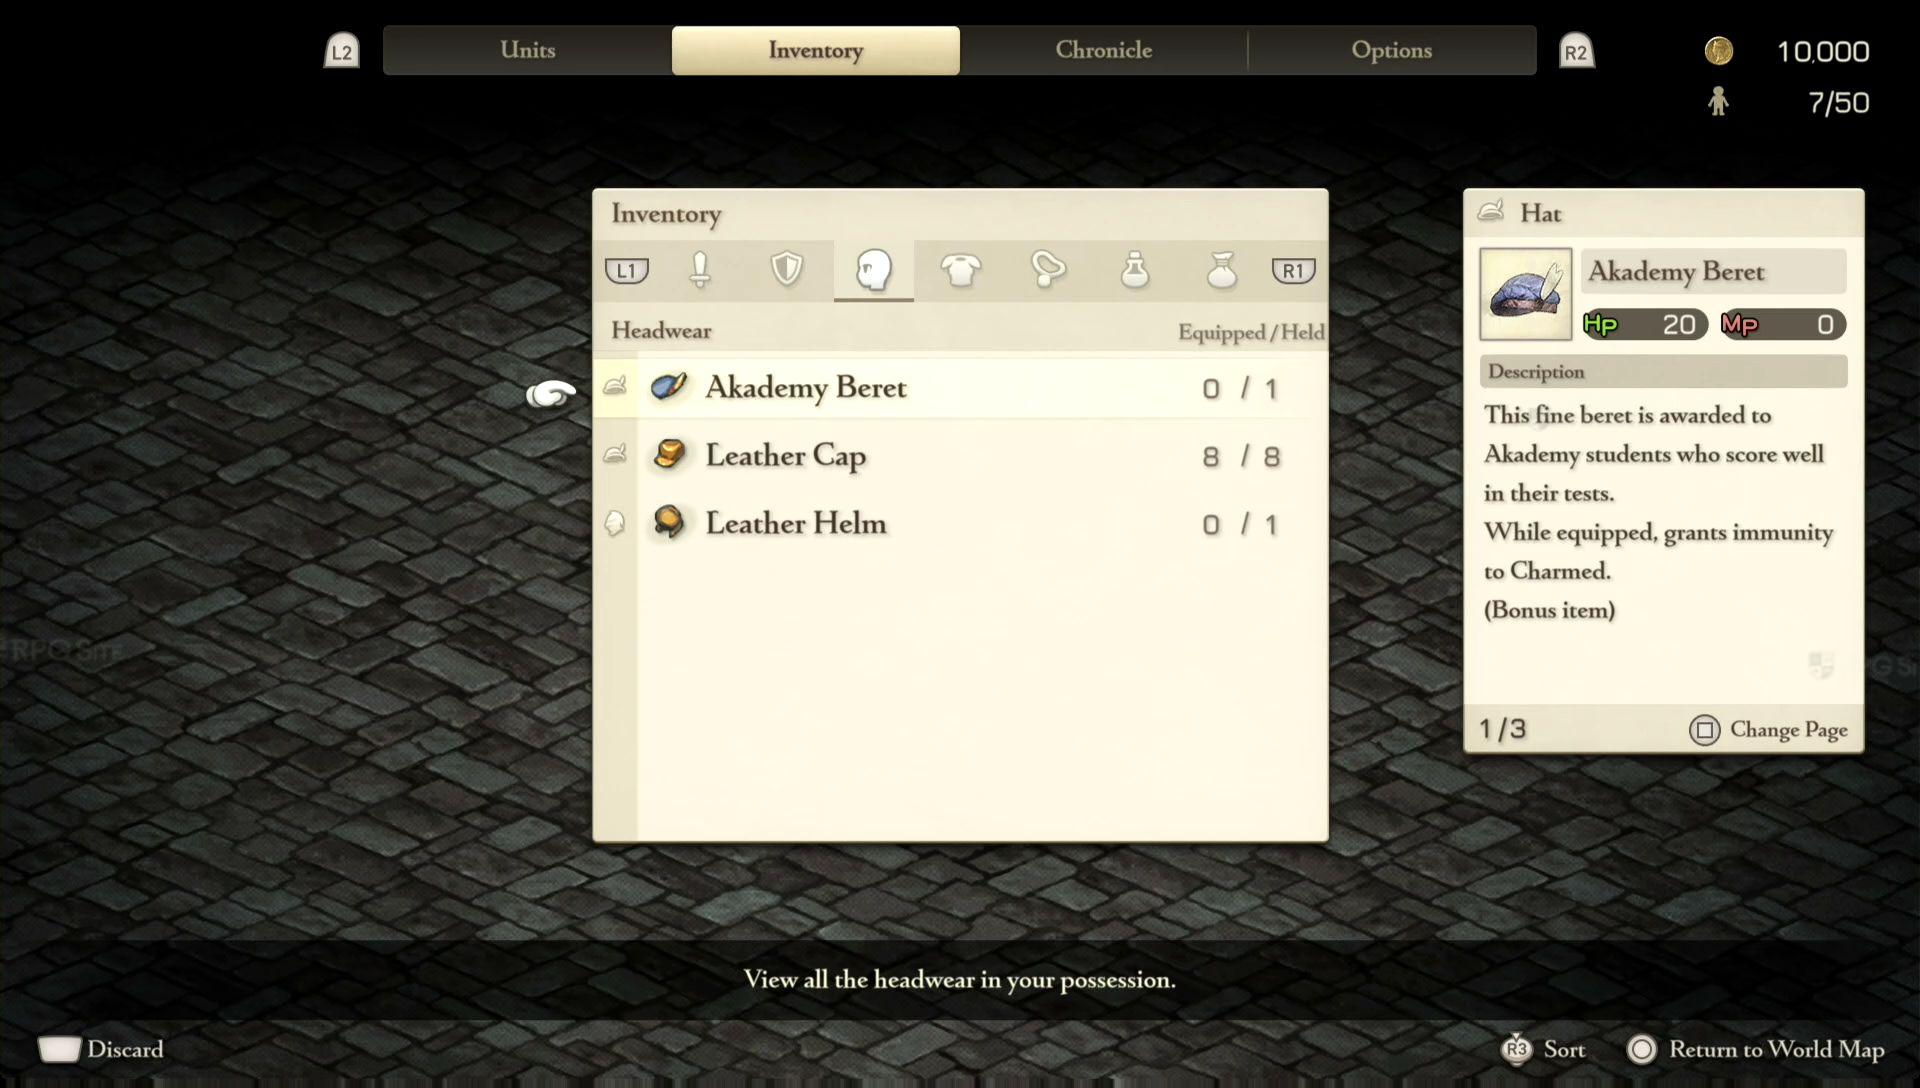 L2 Units Inventory Chronicle Options R2 10,000
7/50
Inventory
L1 R1
Headwear Equipped/Held
Akademy Beret 0 / 1
Leather Cap 8 / 8
Leather Helm 0 / 1
Hat
Akademy Beret
Hp 20 Mp 0
Description
This fine beret is awarded to
Akademy students who score well
in their tests.
While equipped, grants immunity
to Charmed.
(Bonus item)
1/3 Change Page
RPG Site
View all the headwear in your possession.
Discard R3 Sort Return to World Map